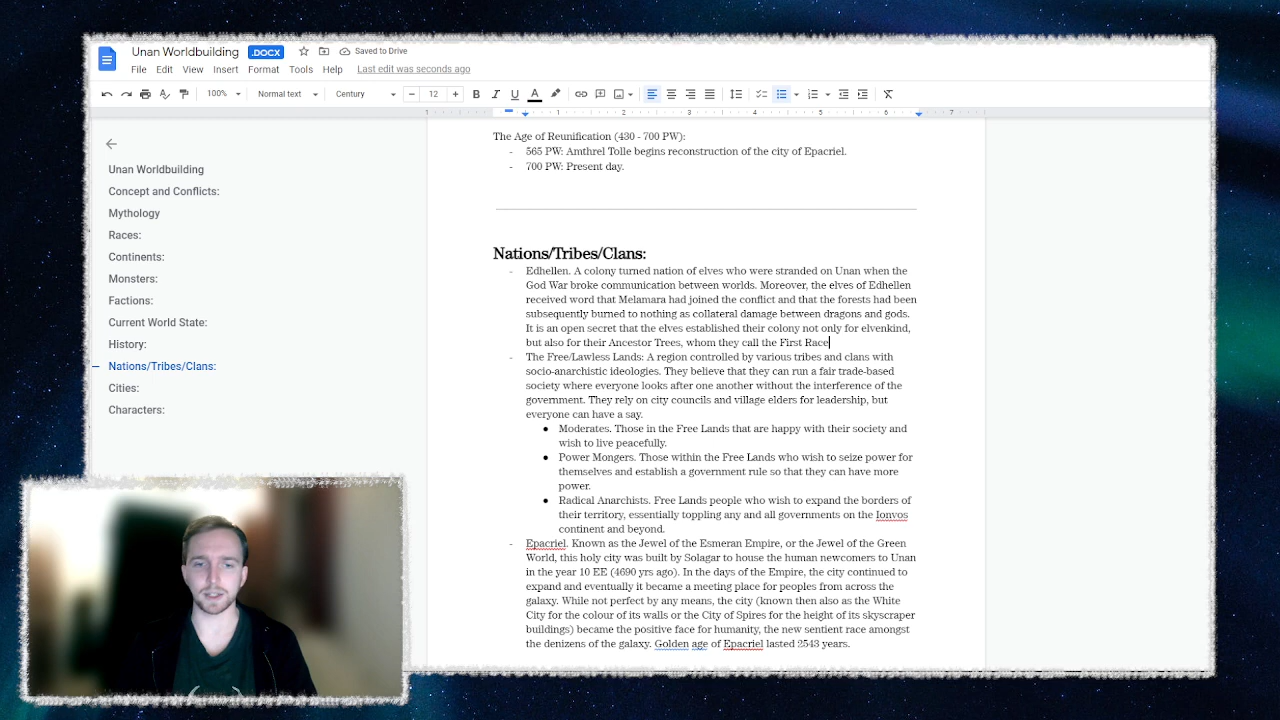 Unan Worldbuilding .DOCX Saved to Drive
File Edit View Insert Format Tools Help Last edit was seconds ago
100% Normal text Century 12 B I U A
1 1 2 3 4 5 6 7
Unan Worldbuilding
Concept and Conflicts:
Mythology
Races:
Continents:
Monsters:
Factions:
Current World State:
History:
Nations/Tribes/Clans:
Cities:
Characters:
The Age of Reunification (430 - 700 PW):
- 565 PW: Amthrel Tolle begins reconstruction of the city of Epacriel.
- 700 PW: Present day.
Nations/Tribes/Clans:
- Edhellen. A colony turned nation of elves who were stranded on Unan when the
God War broke communication between worlds. Moreover, the elves of Edhellen
received word that Melamara had joined the conflict and that the forests had been
subsequently burned to nothing as collateral damage between dragons and gods.
It is an open secret that the elves established their colony not only for elvenkind,
but also for their Ancestor Trees, whom they call the First Race
- The Free/Lawless Lands: A region controlled by various tribes and clans with
socio-anarchistic ideologies. They believe that they can run a fair trade-based
society where everyone looks after one another without the interference of the
government. They rely on city councils and village elders for leadership, but
everyone can have a say.
● Moderates. Those in the Free Lands that are happy with their society and
wish to live peacefully.
● Power Mongers. Those within the Free Lands who wish to seize power for
themselves and establish a government rule so that they can have more
power.
● Radical Anarchists. Free Lands people who wish to expand the borders of
their territory, essentially toppling any and all governments on the Ionvos
continent and beyond.
- Epacriel. Known as the Jewel of the Esmeran Empire, or the Jewel of the Green
World, this holy city was built by Solagar to house the human newcomers to Unan
in the year 10 EE (4690 yrs ago). In the days of the Empire, the city continued to
expand and eventually it became a meeting place for peoples from across the
galaxy. While not perfect by any means, the city (known then also as the White
City for the colour of its walls or the City of Spires for the height of its skyscraper
buildings) became the positive face for humanity, the new sentient race amongst
the denizens of the galaxy. Golden age of Epacriel lasted 2543 years.